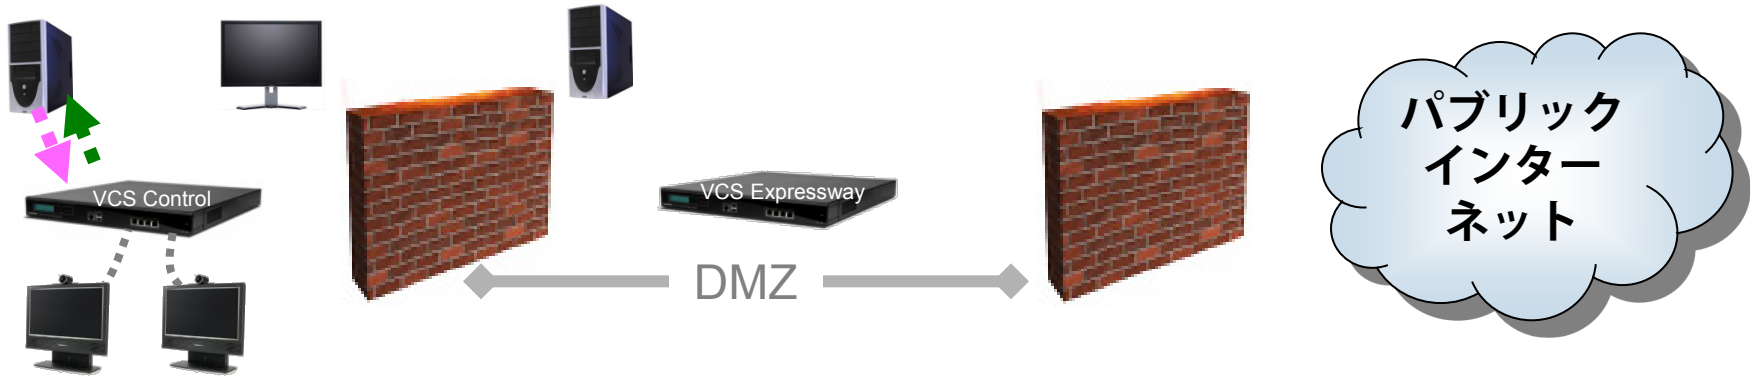 VCS Control
VCS Expressway
DMZ
パブリック
インター
ネット